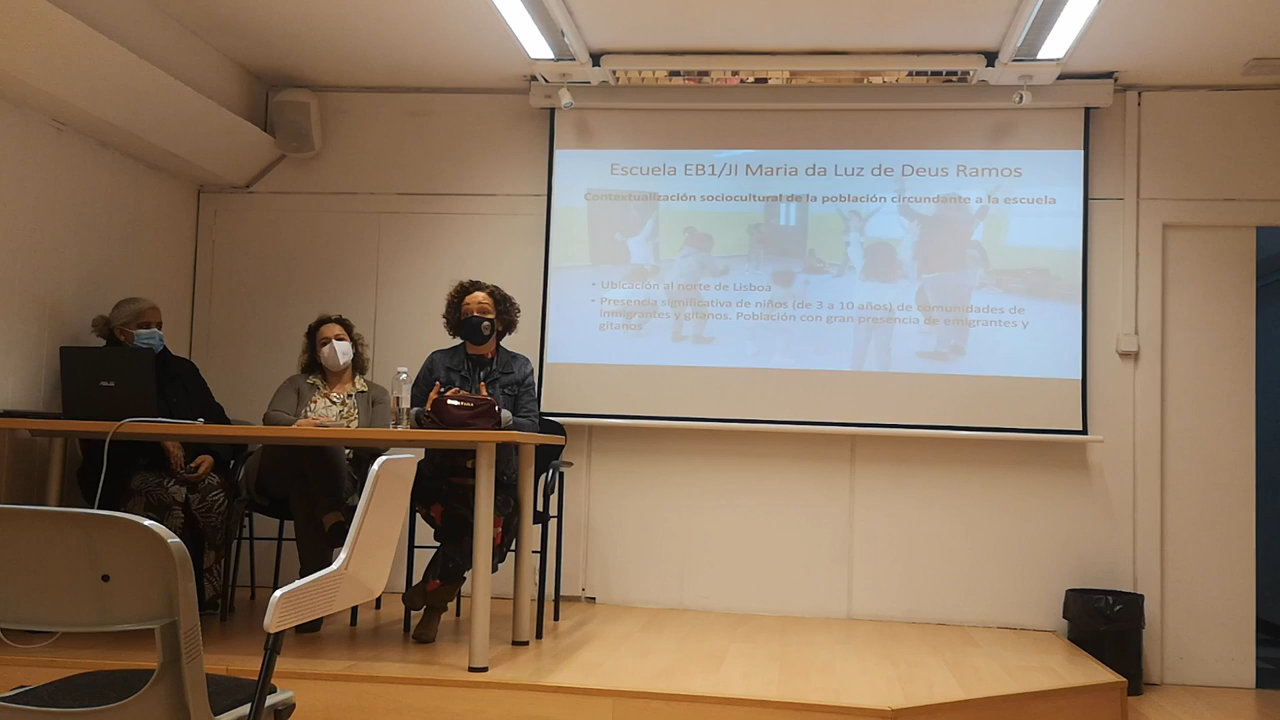 Escuela EB1/JI Maria da Luz de Deus Ramos
Contextualización sociocultural de la población circundante a la escuela
• Ubicación al norte de Lisboa
• Presencia significativa de niños (de 3 a 10 años) de comunidades de
inmigrantes y gitanos. Población con gran presencia de emigrantes y
gitanos
ASUS